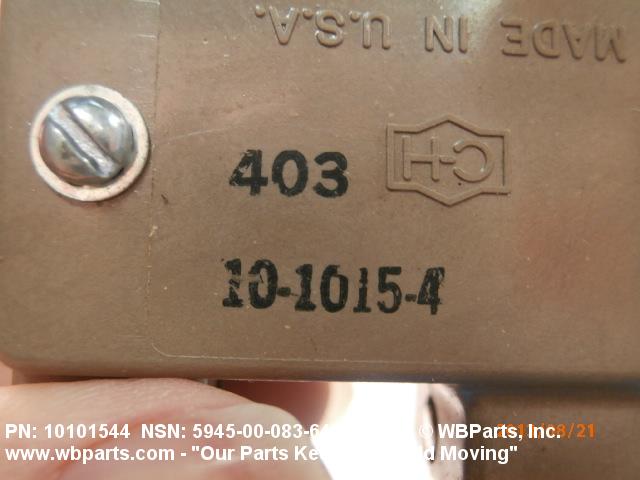 MADE IN U.S.A.
C-H
403
10-1015-4
PN: 10101544 NSN: 5945-00-083-6 © WBParts, Inc.
www.wbparts.com - "Our Parts Ke d Moving"